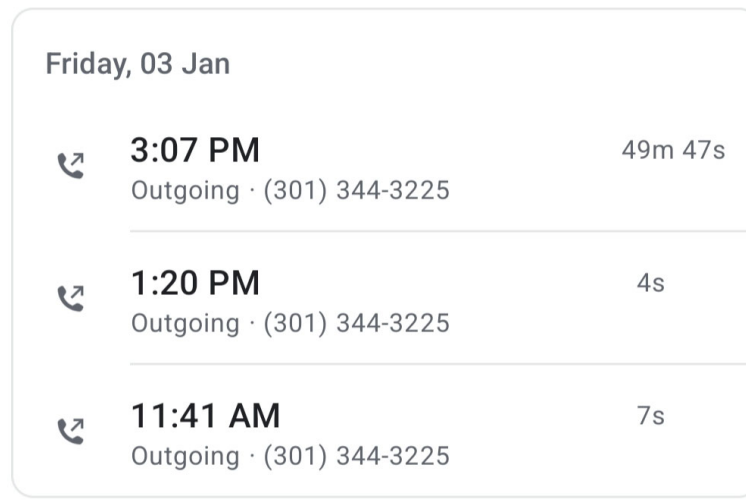 Friday, 03 Jan
3:07 PM
49m 47s
Outgoing · (301) 344-3225
1:20 PM
4s
Outgoing · (301) 344-3225
11:41 AM
7s
Outgoing · (301) 344-3225